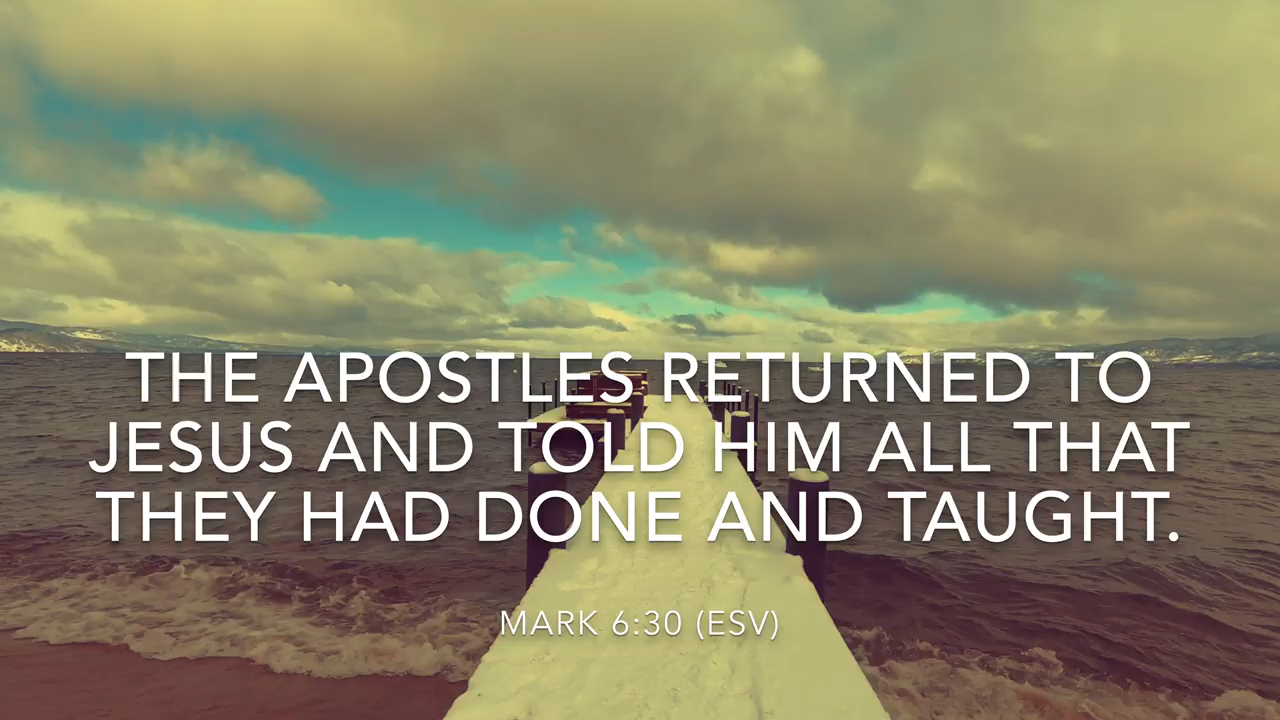 THE APOSTLES RETURNED TO
JESUS AND TOLD HIM ALL THAT
THEY HAD DONE AND TAUGHT.
MARK 6:30 (ESV)